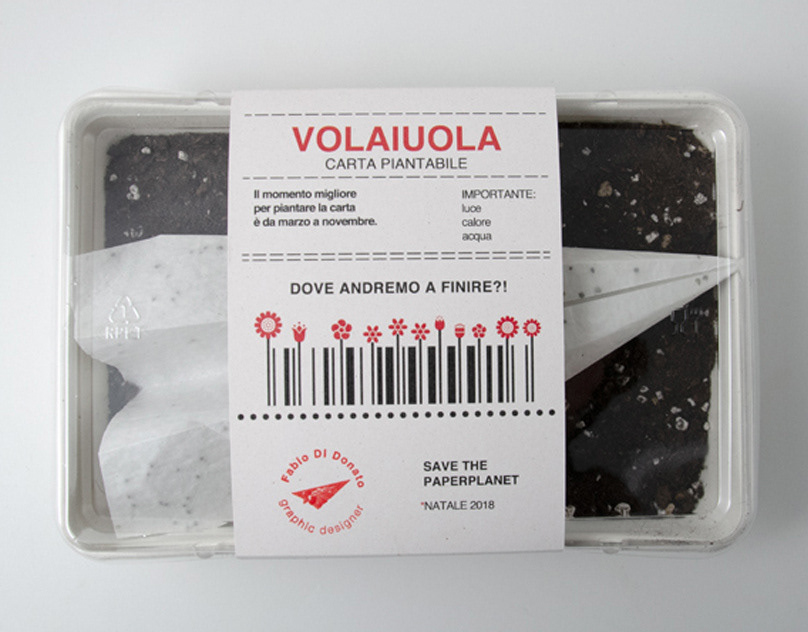 VOLAIUOLA
CARTA PIANTABILE
Il momento migliore
per piantare la carta
è da marzo a novembre.
IMPORTANTE:
luce
calore
acqua
DOVE ANDREMO A FINIRE?!
Fabio Di Donato
graphic designer
SAVE THE
PAPERPLANET
*NATALE 2018